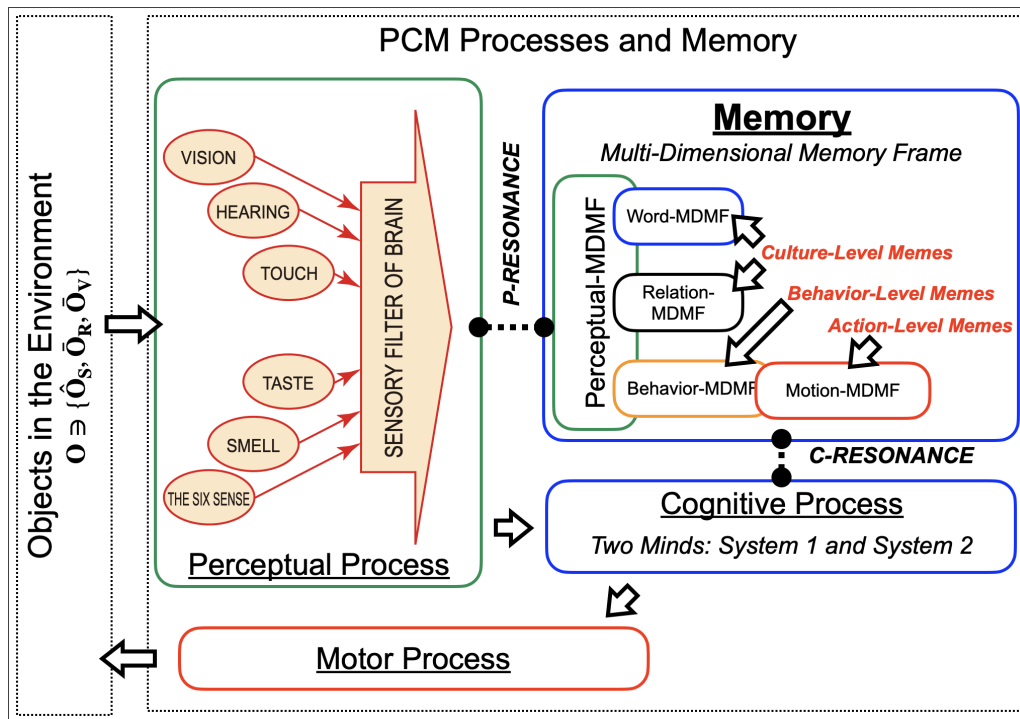 PCM Processes and Memory
Objects in the Environment
O ∋ {Ô_S, Ō_R, Ō_V}
VISION
HEARING
TOUCH
TASTE
SMELL
THE SIX SENSE
SENSORY FILTER OF BRAIN
Perceptual Process
P-RESONANCE
Memory
Multi-Dimensional Memory Frame
Perceptual-MDMF
Word-MDMF
Relation-
MDMF
Behavior-MDMF
Motion-MDMF
Culture-Level Memes
Behavior-Level Memes
Action-Level Memes
C-RESONANCE
Cognitive Process
Two Minds: System 1 and System 2
Motor Process